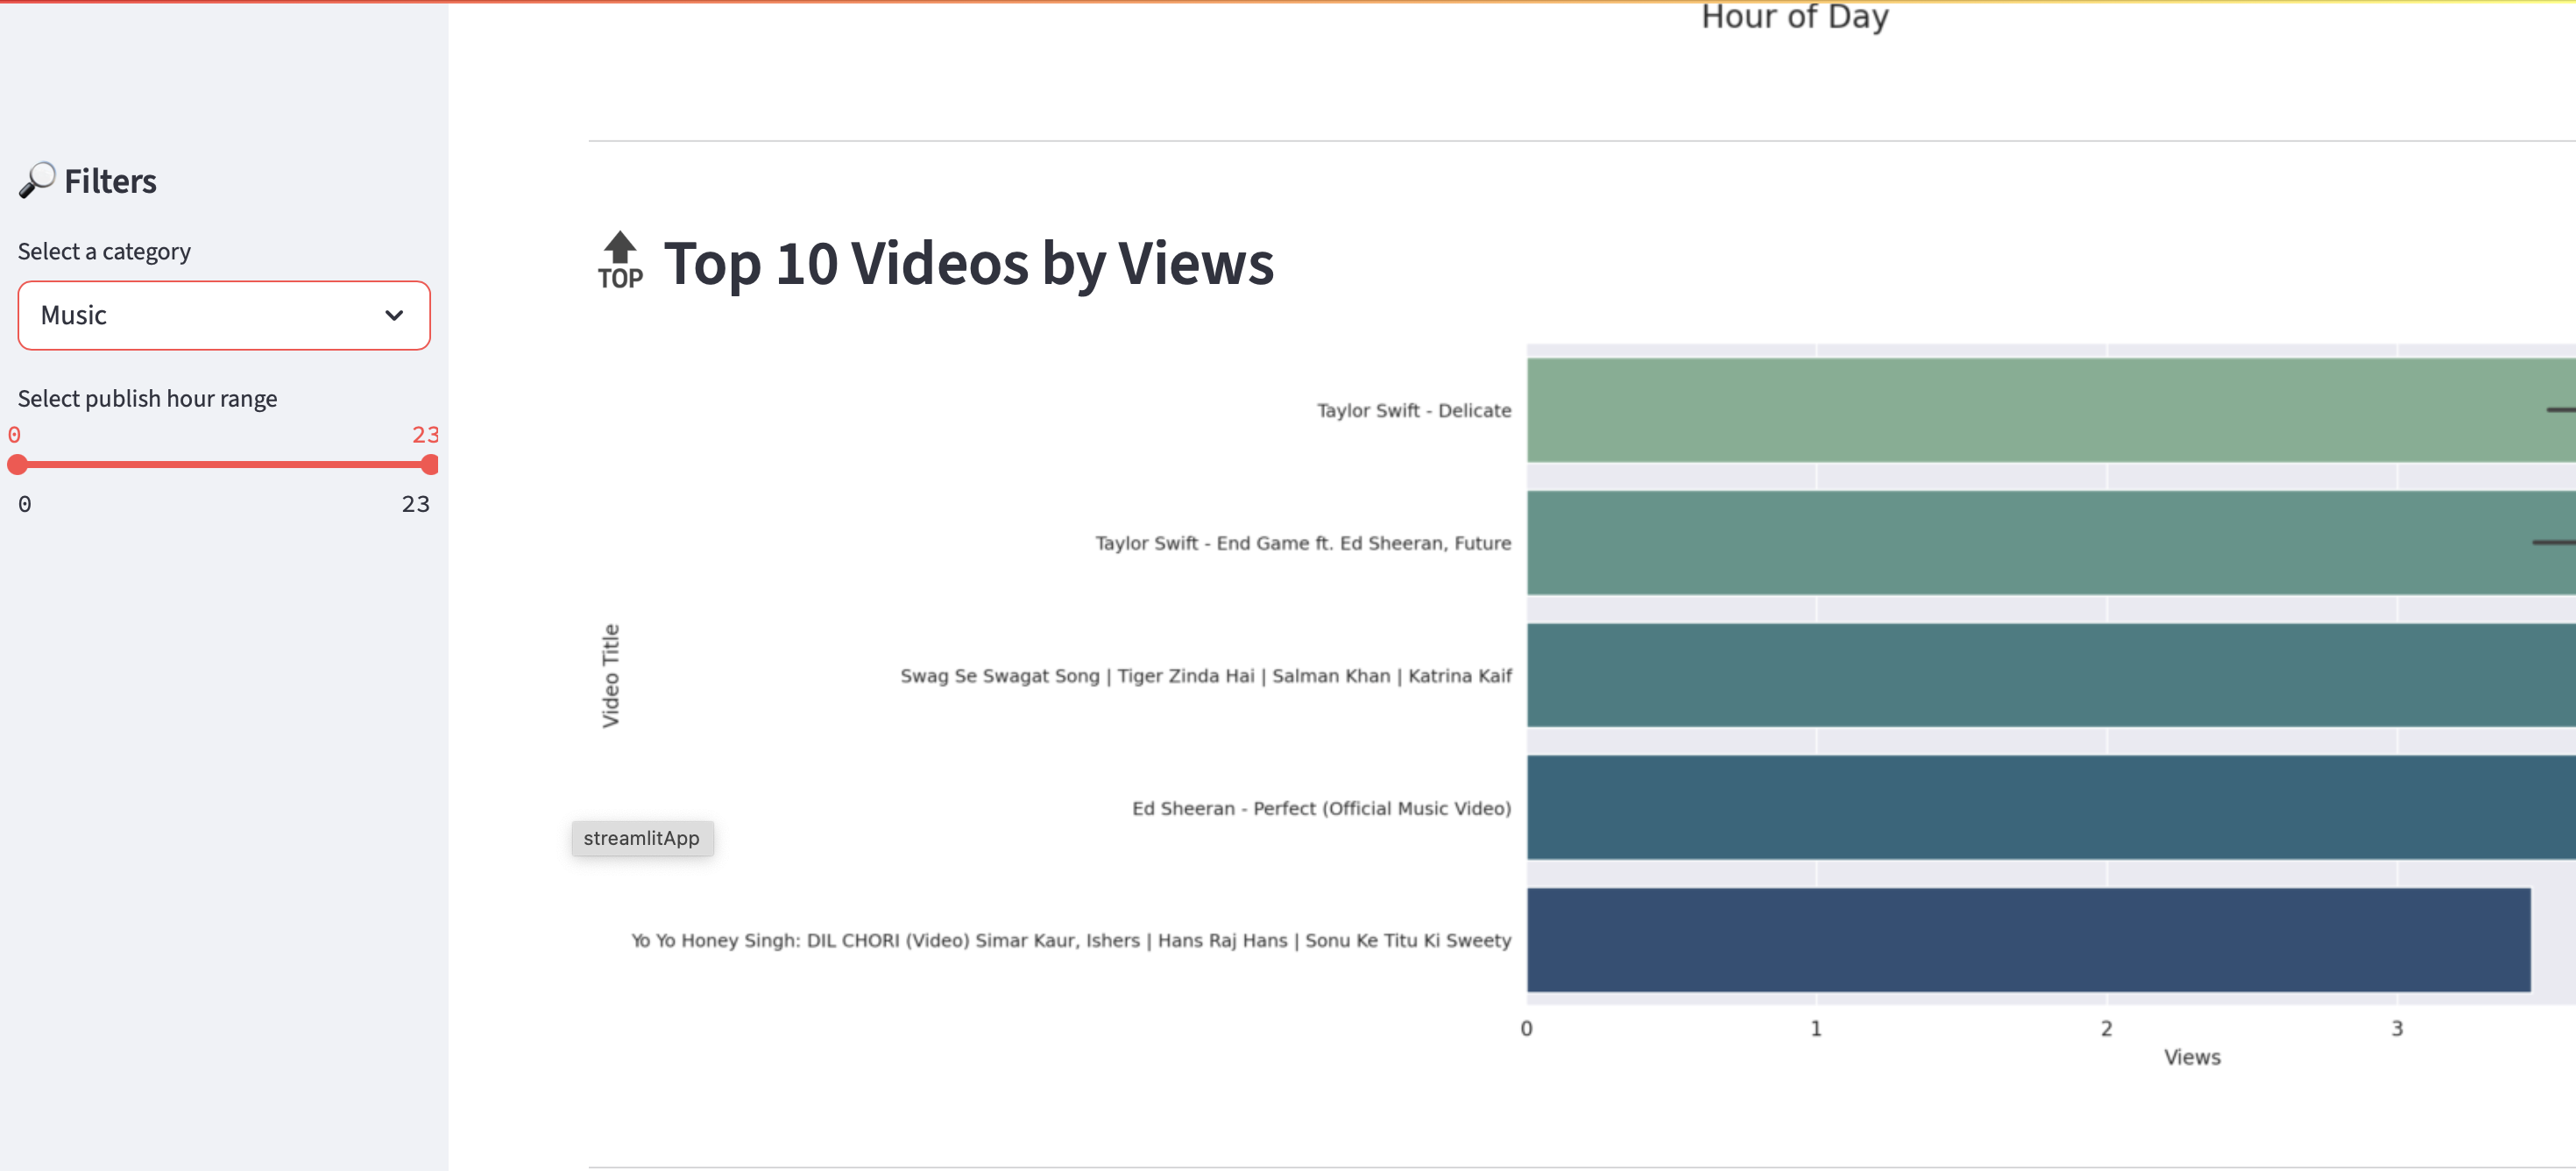 Hour of Day
Filters
Select a category
Music
Select publish hour range
0 23
0 23
TOP Top 10 Videos by Views
Video Title
Taylor Swift - Delicate
Taylor Swift - End Game ft. Ed Sheeran, Future
Swag Se Swagat Song | Tiger Zinda Hai | Salman Khan | Katrina Kaif
Ed Sheeran - Perfect (Official Music Video)
streamlitApp
Yo Yo Honey Singh: DIL CHORI (Video) Simar Kaur, Ishers | Hans Raj Hans | Sonu Ke Titu Ki Sweety
0 1 2 3
Views